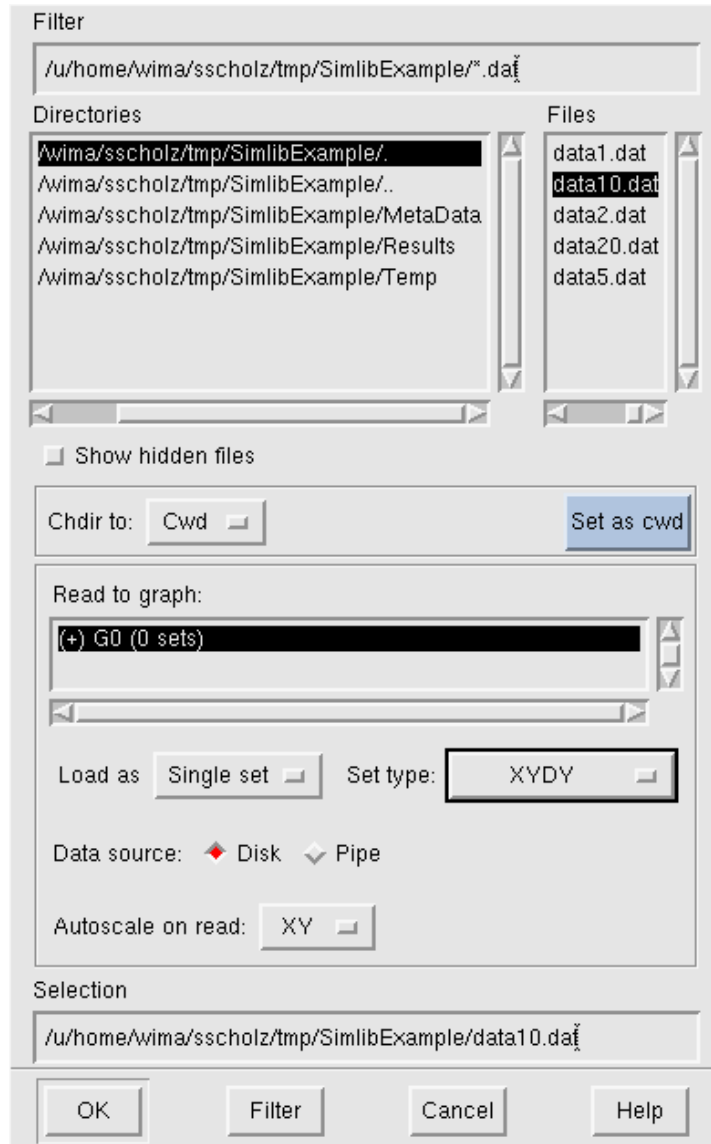 Filter
/u/home/wima/sscholz/tmp/SimlibExample/*.dat
Directories Files
/wima/sscholz/tmp/SimlibExample/.
/wima/sscholz/tmp/SimlibExample/..
/wima/sscholz/tmp/SimlibExample/MetaData
/wima/sscholz/tmp/SimlibExample/Results
/wima/sscholz/tmp/SimlibExample/Temp
data1.dat
data10.dat
data2.dat
data20.dat
data5.dat
Show hidden files
Chdir to: Cwd Set as cwd
Read to graph:
(+) G0 (0 sets)
Load as Single set Set type: XYDY
Data source: Disk Pipe
Autoscale on read: XY
Selection
/u/home/wima/sscholz/tmp/SimlibExample/data10.dat
OK Filter Cancel Help